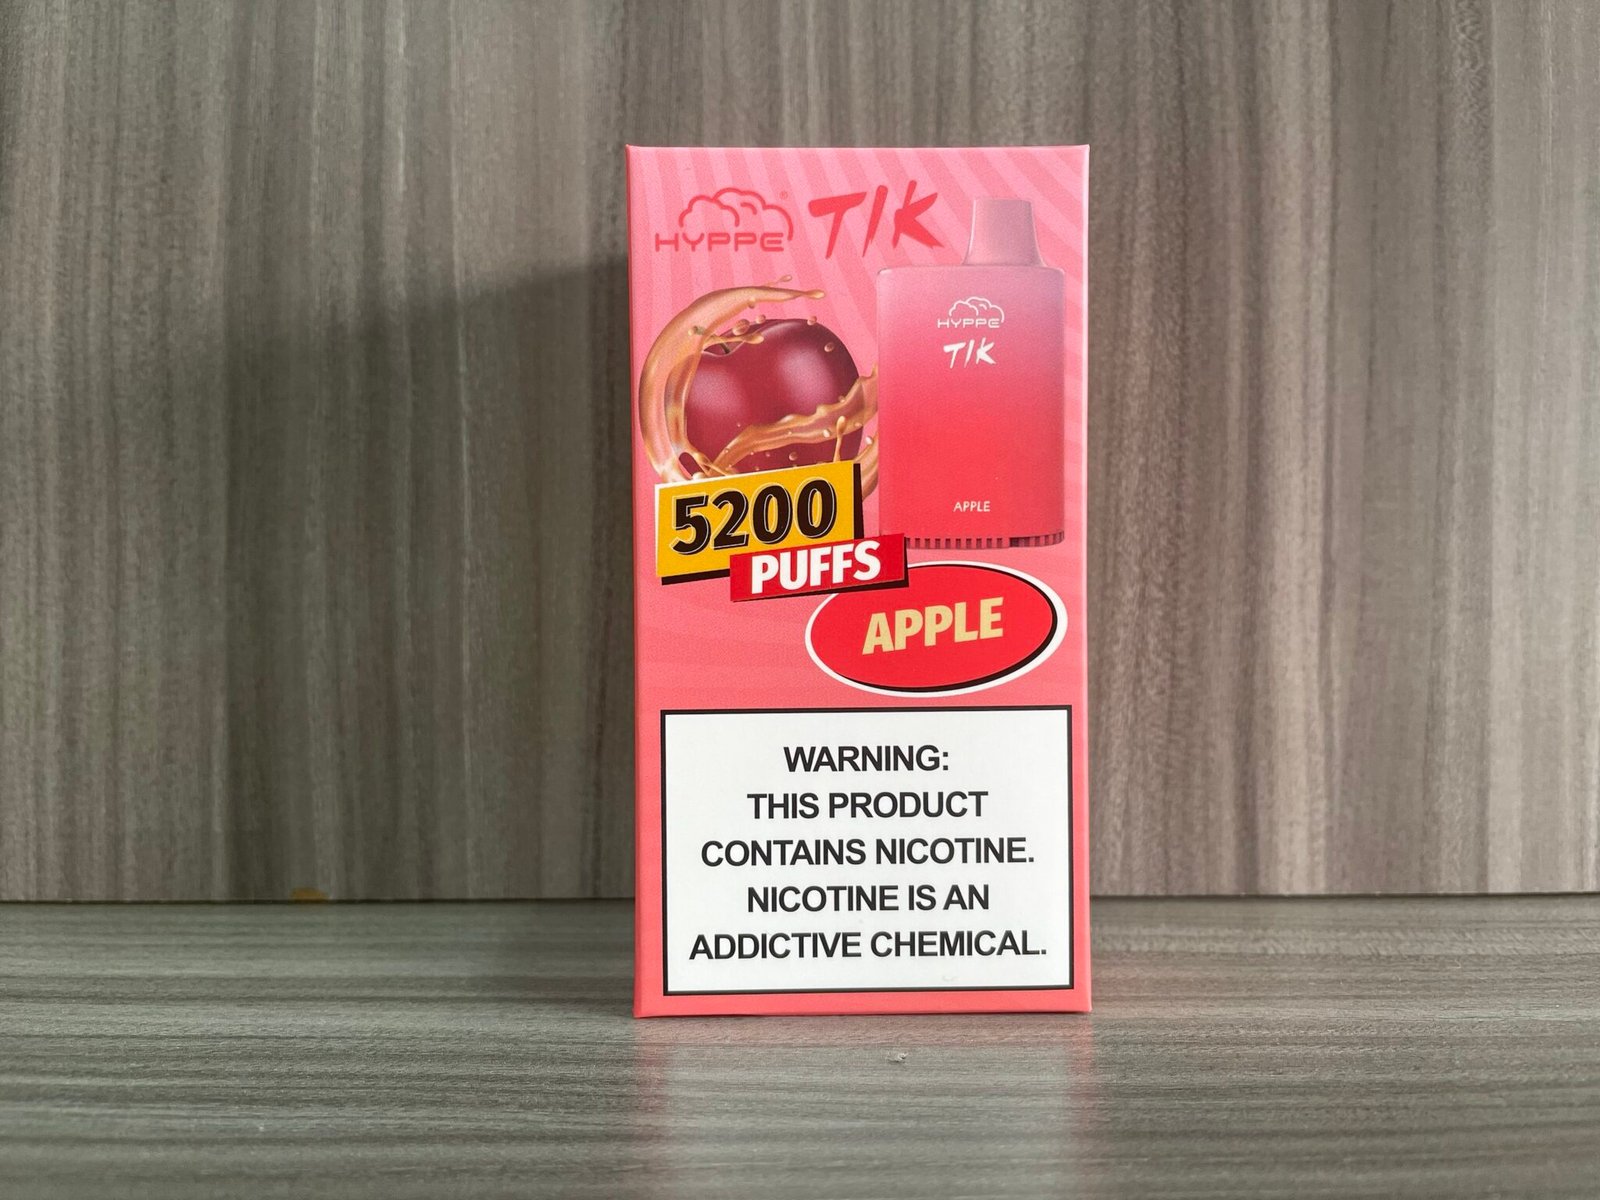 HYPPE® TIK
HYPPE
TIK
5200
PUFFS
APPLE
APPLE
WARNING:
THIS PRODUCT
CONTAINS NICOTINE.
NICOTINE IS AN
ADDICTIVE CHEMICAL.